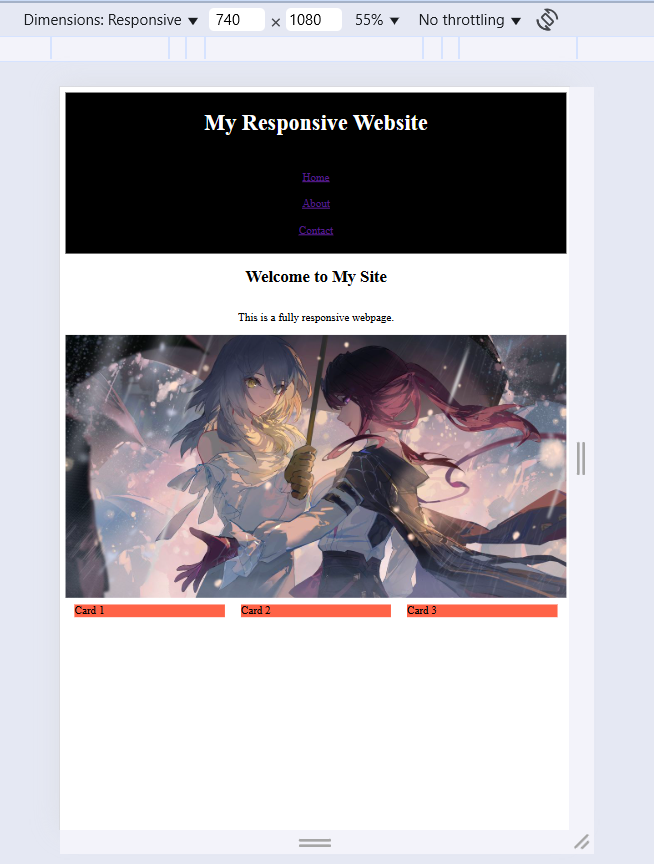 Dimensions: Responsive ▼ 740 × 1080 55% ▼ No throttling ▼
My Responsive Website
Home
About
Contact
Welcome to My Site
This is a fully responsive webpage.
Card 1 Card 2 Card 3